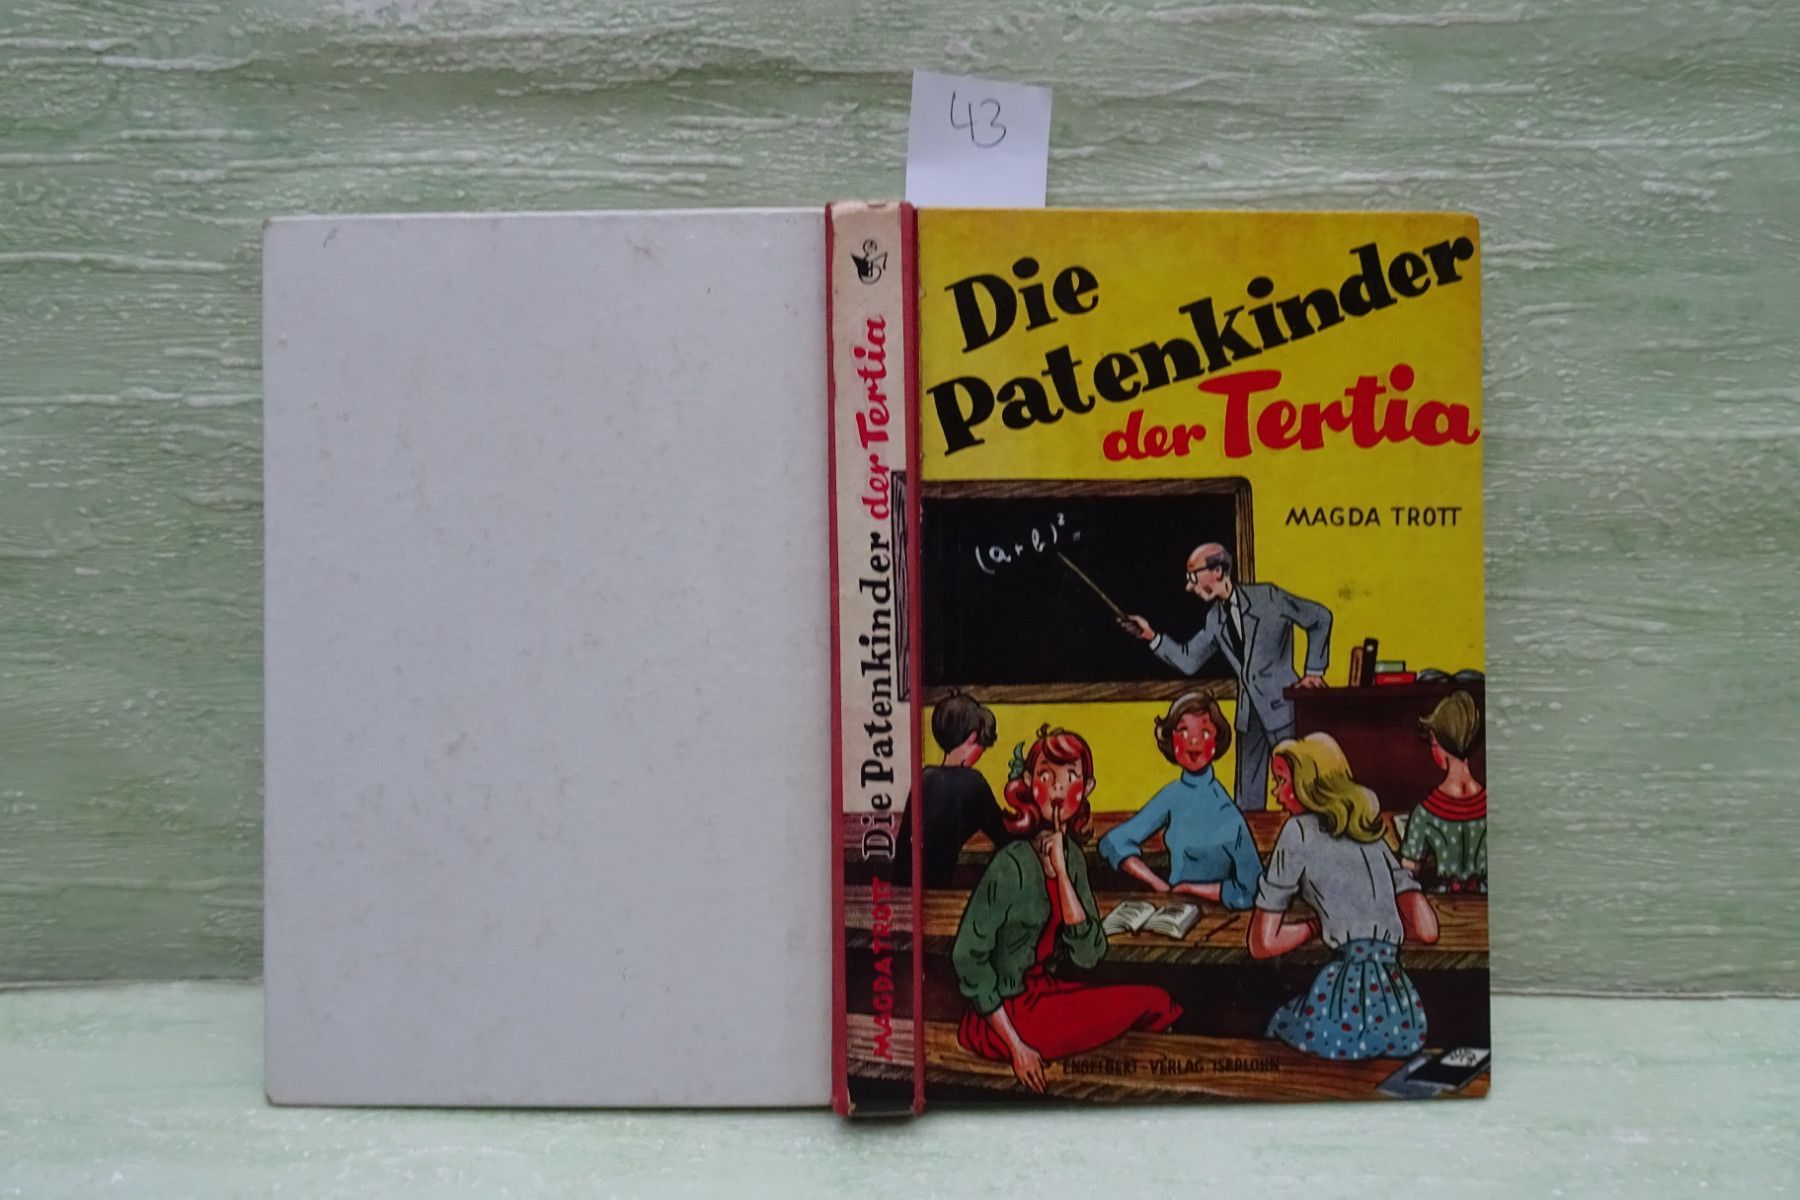 43
Die
Patenkinder
der Tertia
MAGDA TROTT
(a+b)²=
ENGELBERT-VERLAG ISERLOHN
MAGDA TROTT Die Patenkinder der Tertia